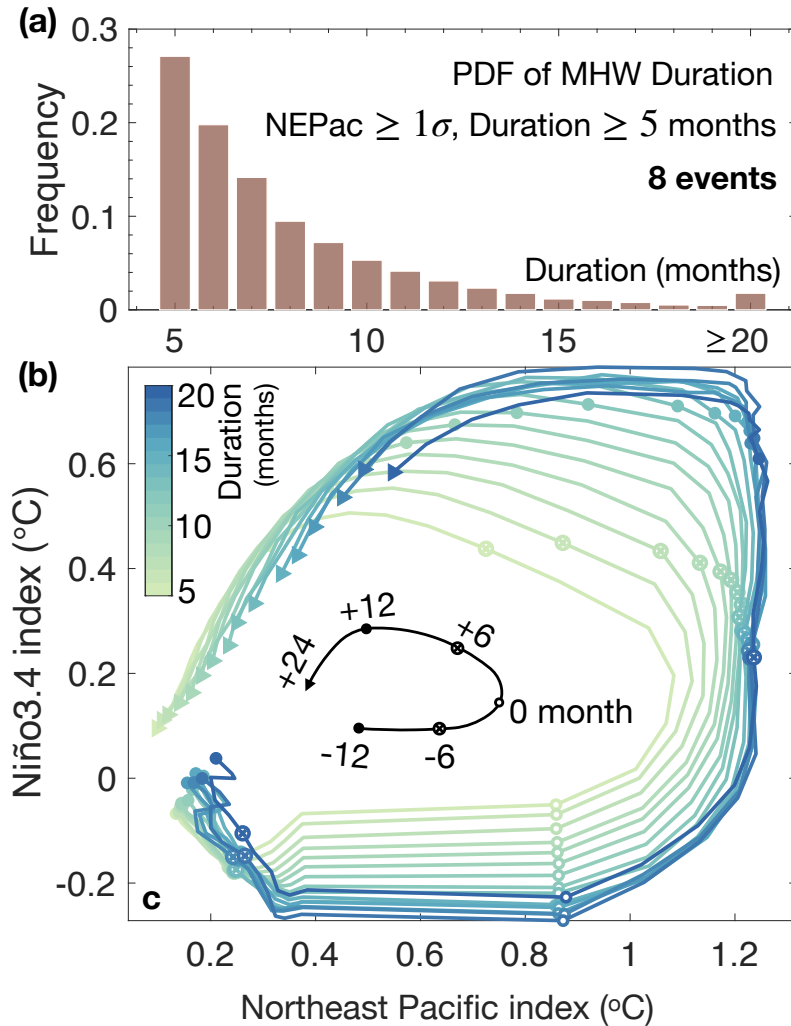 (a)
0.3
0.2
0.1
0
Frequency
PDF of MHW Duration
NEPac ≥ 1σ, Duration ≥ 5 months
8 events
Duration (months)
5
10
15
≥20
(b)
20
15
10
5
Duration
(months)
0.6
0.4
0.2
0
-0.2
Niño3.4 index (°C)
+12
+6
+24
0 month
-12
-6
c
0.2
0.4
0.6
0.8
1
1.2
Northeast Pacific index (°C)